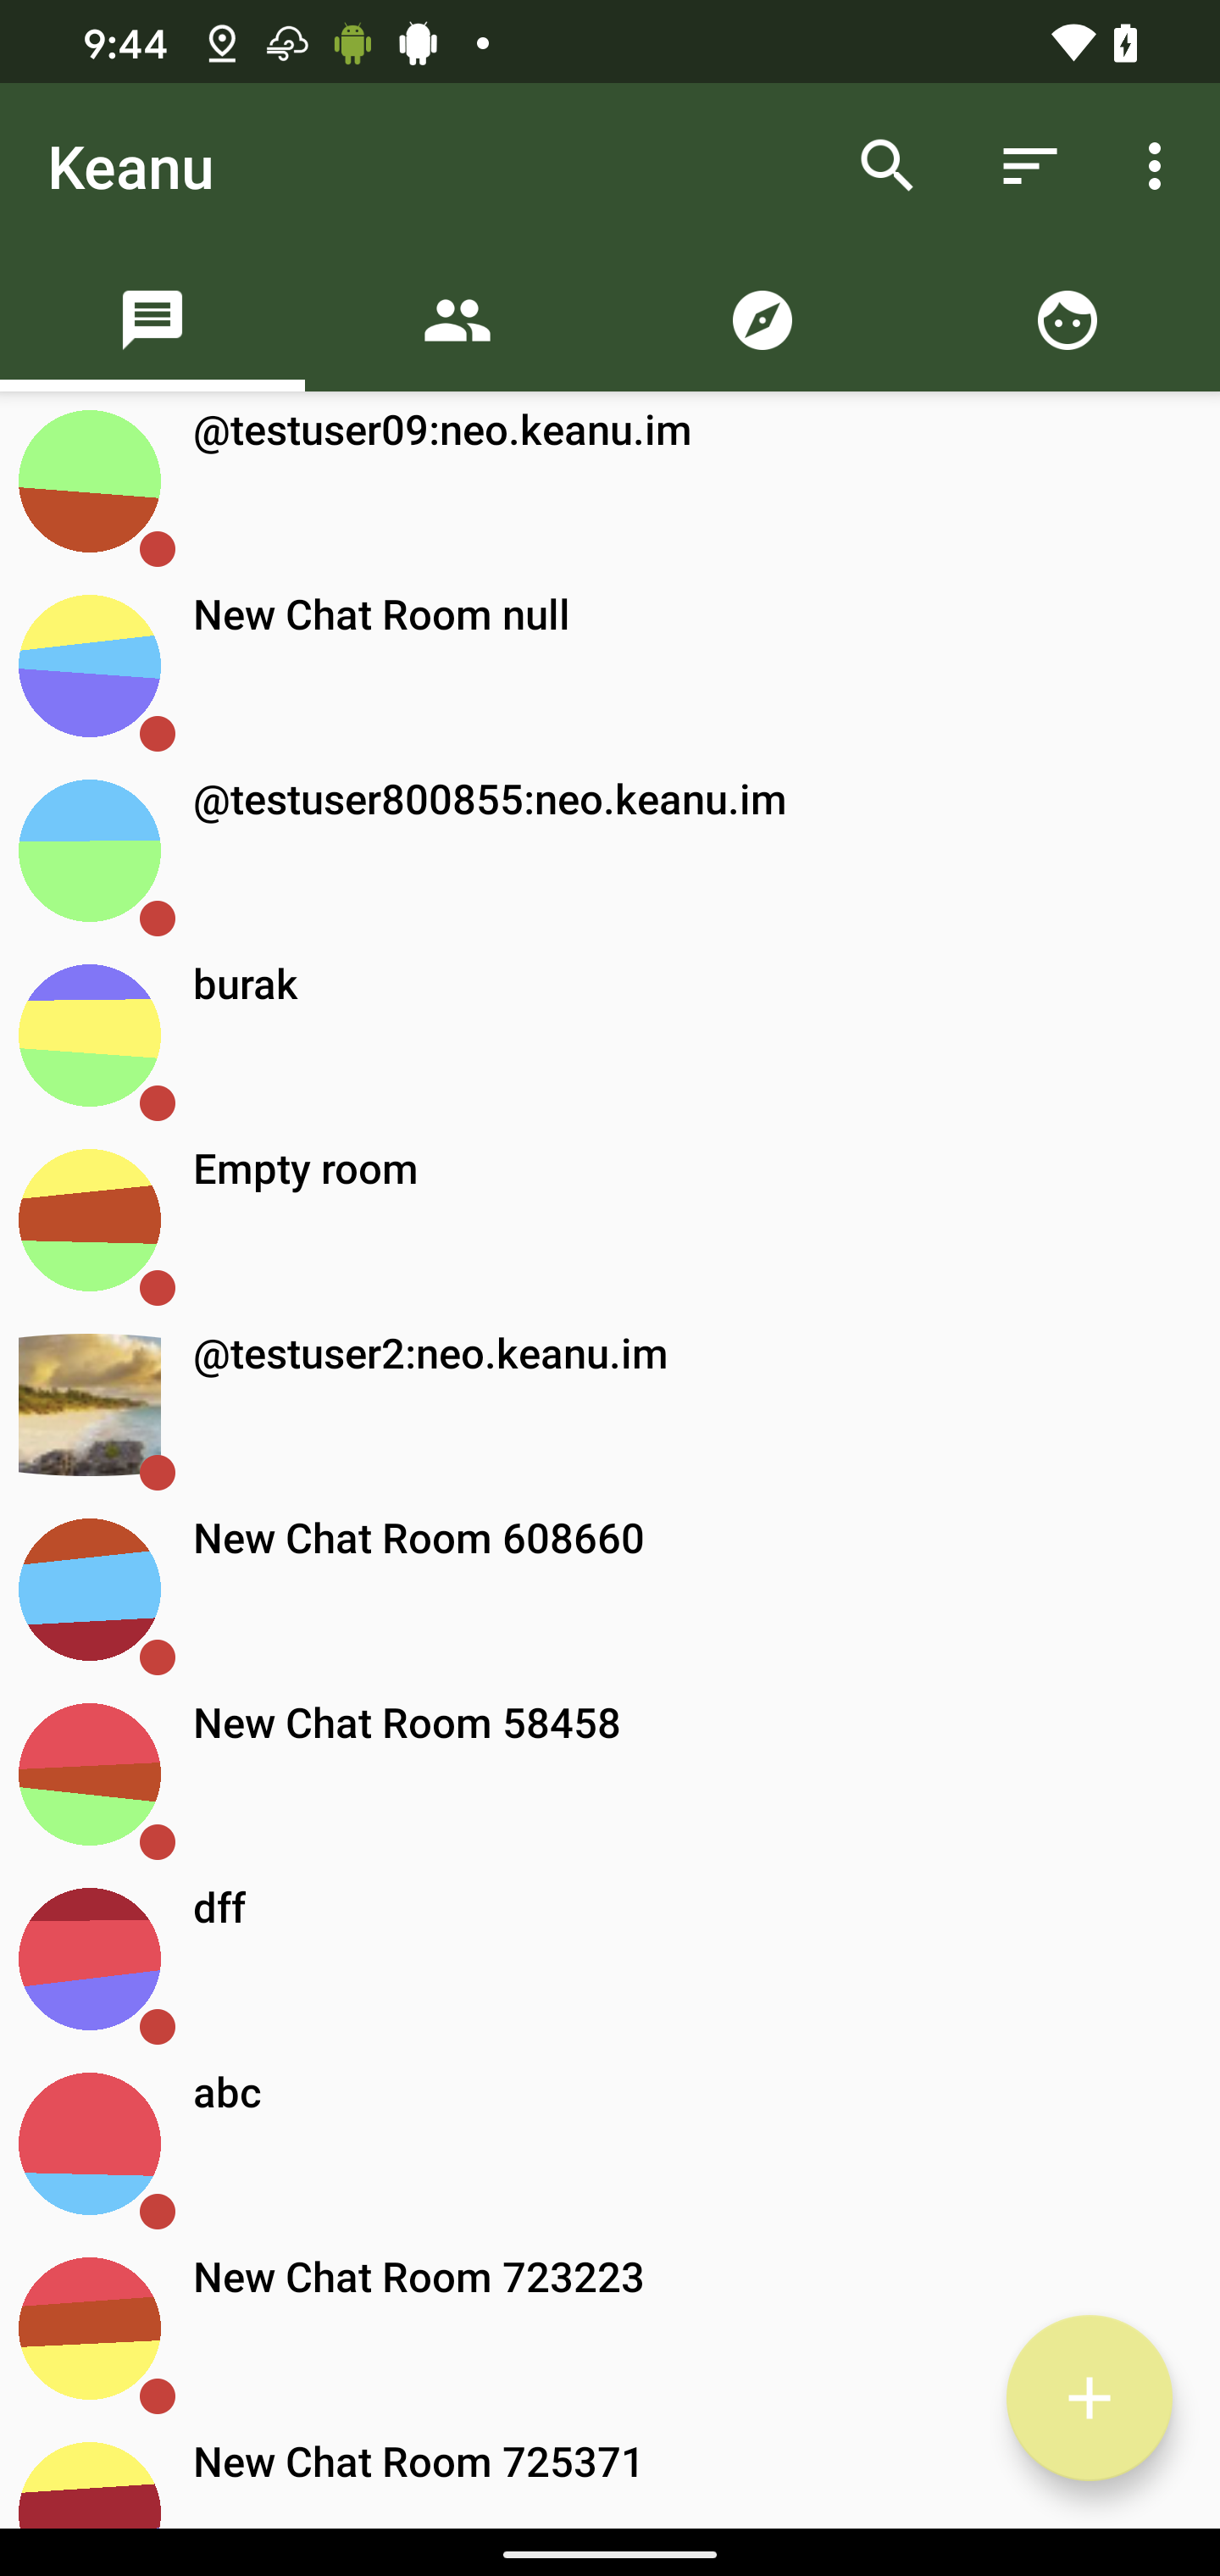 9:44
Keanu
@testuser09:neo.keanu.im
New Chat Room null
@testuser800855:neo.keanu.im
burak
Empty room
@testuser2:neo.keanu.im
New Chat Room 608660
New Chat Room 58458
dff
abc
New Chat Room 723223
New Chat Room 725371